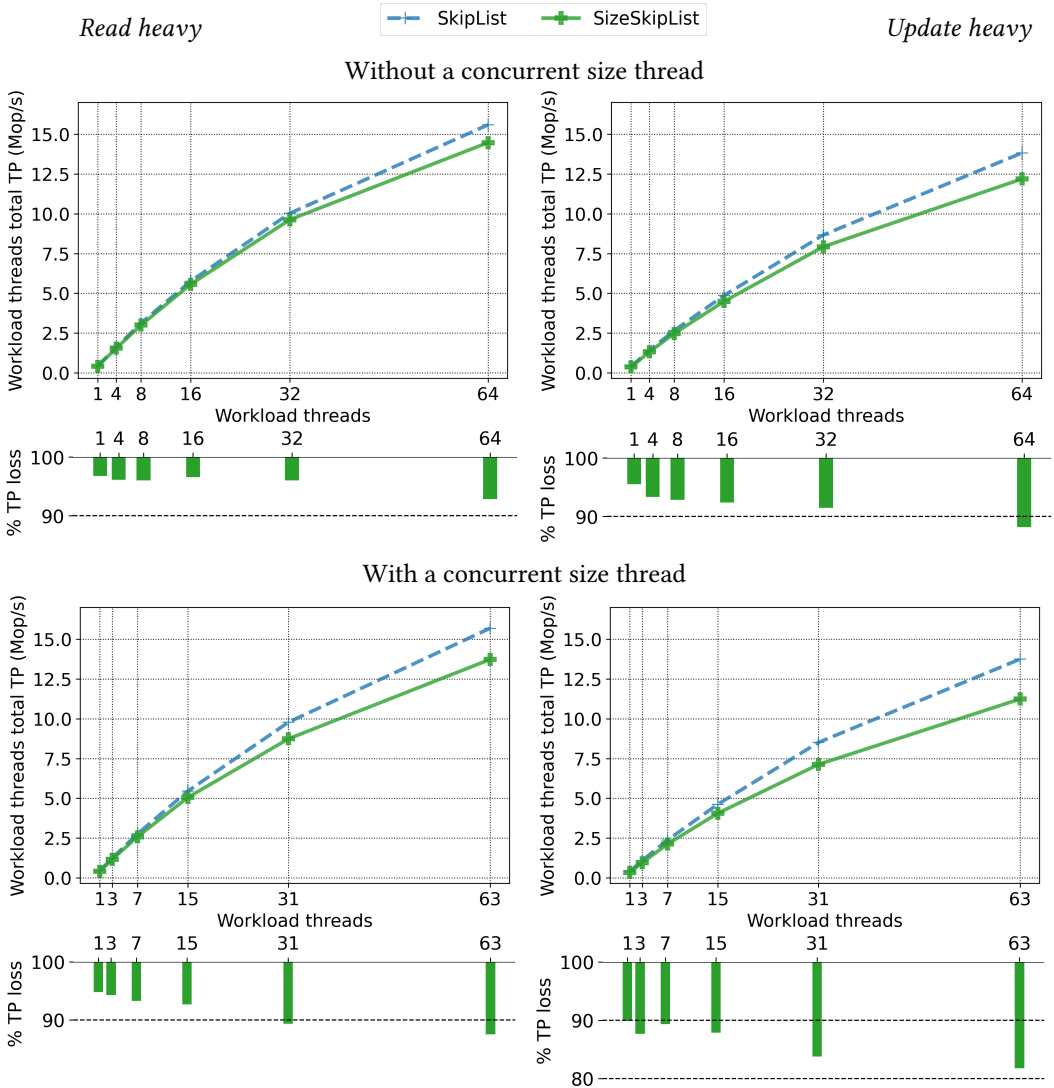 Read heavy
SkipList SizeSkipList
Update heavy
Without a concurrent size thread
Workload threads total TP (Mop/s)
15.0
12.5
10.0
7.5
5.0
2.5
0.0
1 4 8 16 32 64
Workload threads
1 4 8 16 32 64
% TP loss
100
90
Workload threads total TP (Mop/s)
15.0
12.5
10.0
7.5
5.0
2.5
0.0
1 4 8 16 32 64
Workload threads
1 4 8 16 32 64
% TP loss
100
90
With a concurrent size thread
Workload threads total TP (Mop/s)
15.0
12.5
10.0
7.5
5.0
2.5
0.0
1 3 7 15 31 63
Workload threads
1 3 7 15 31 63
% TP loss
100
90
Workload threads total TP (Mop/s)
15.0
12.5
10.0
7.5
5.0
2.5
0.0
1 3 7 15 31 63
Workload threads
1 3 7 15 31 63
% TP loss
100
90
80